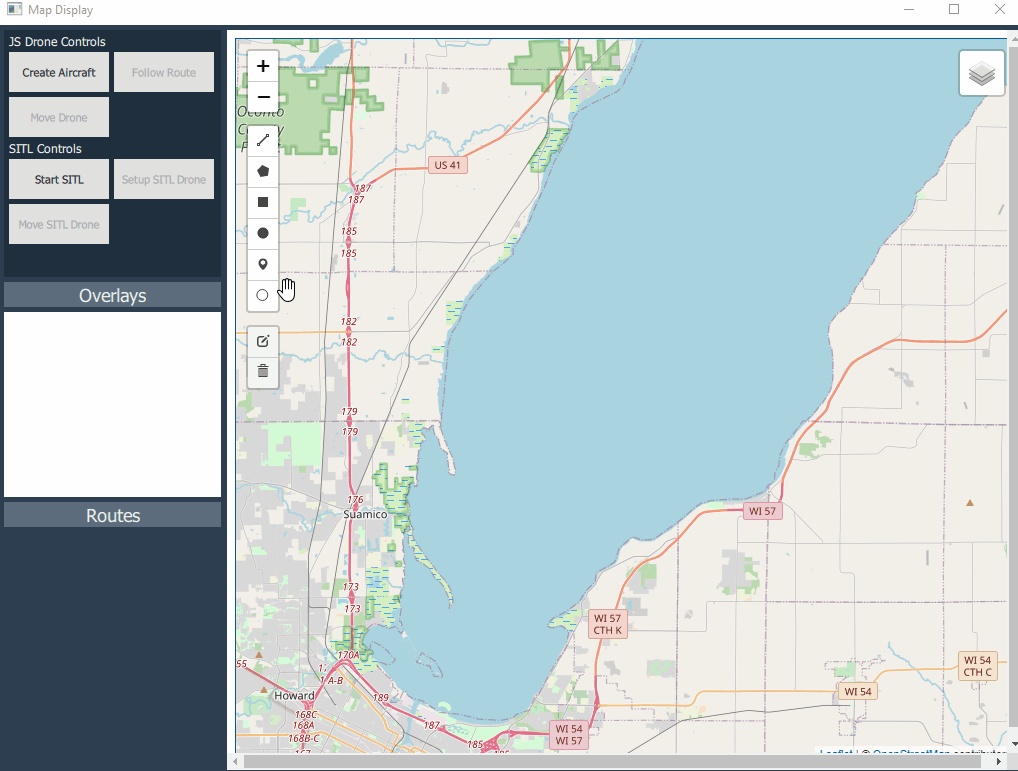 Map Display
JS Drone Controls
Create Aircraft
Follow Route
Move Drone
SITL Controls
Start SITL
Setup SITL Drone
Move SITL Drone
Overlays
Routes
+
−
US 41
187
187
185
185
182
182
179
179
176
Suamico
173
173
170A
Howard
168C
168A
168B-C
167
189
187
185
55
WI 57
WI 57
CTH K
WI 54
WI 57
WI 54
WI 54
CTH C
Leaflet | © OpenStreetMap